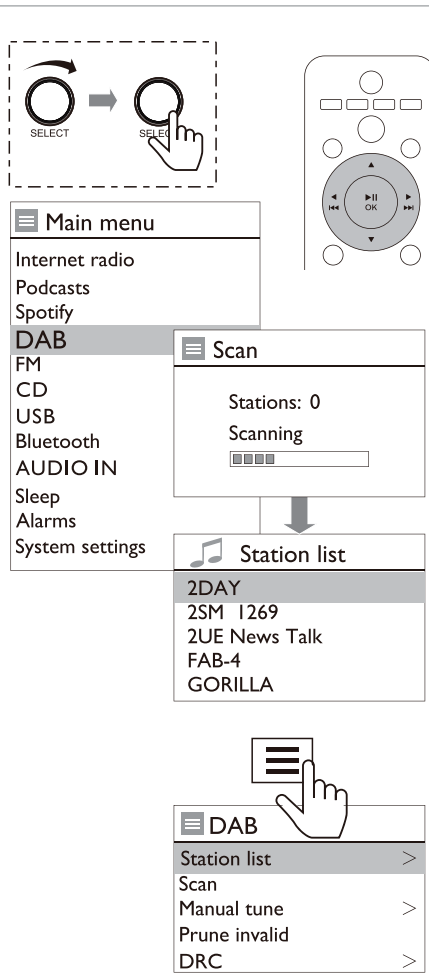 SELECT
SELECT
OK
Main menu
Internet radio
Podcasts
Spotify
DAB
FM
CD
USB
Bluetooth
AUDIO IN
Sleep
Alarms
System settings
Scan
Stations: 0
Scanning
Station list
2DAY
2SM 1269
2UE News Talk
FAB-4
GORILLA
DAB
Station list >
Scan
Manual tune >
Prune invalid
DRC >